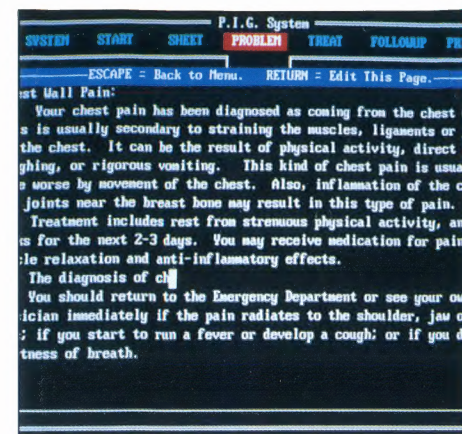 P.I.G. System
SYSTEM START SHEET PROBLEM TREAT FOLLOWUP PR
ESCAPE = Back to Menu. RETURN = Edit This Page.
st Wall Pain:
Your chest pain has been diagnosed as coming from the chest
s is usually secondary to straining the muscles, ligaments or
the chest. It can be the result of physical activity, direct
ghing, or rigorous vomiting. This kind of chest pain is usua
e worse by movement of the chest. Also, inflammation of the c
joints near the breast bone may result in this type of pain.
Treatment includes rest from strenuous physical activity, an
s for the next 2-3 days. You may receive medication for pain
le relaxation and anti-inflammatory effects.
The diagnosis of ch
You should return to the Emergency Department or see your ow
ician immediately if the pain radiates to the shoulder, jaw o
; if you start to run a fever or develop a cough; or if you d
tness of breath.